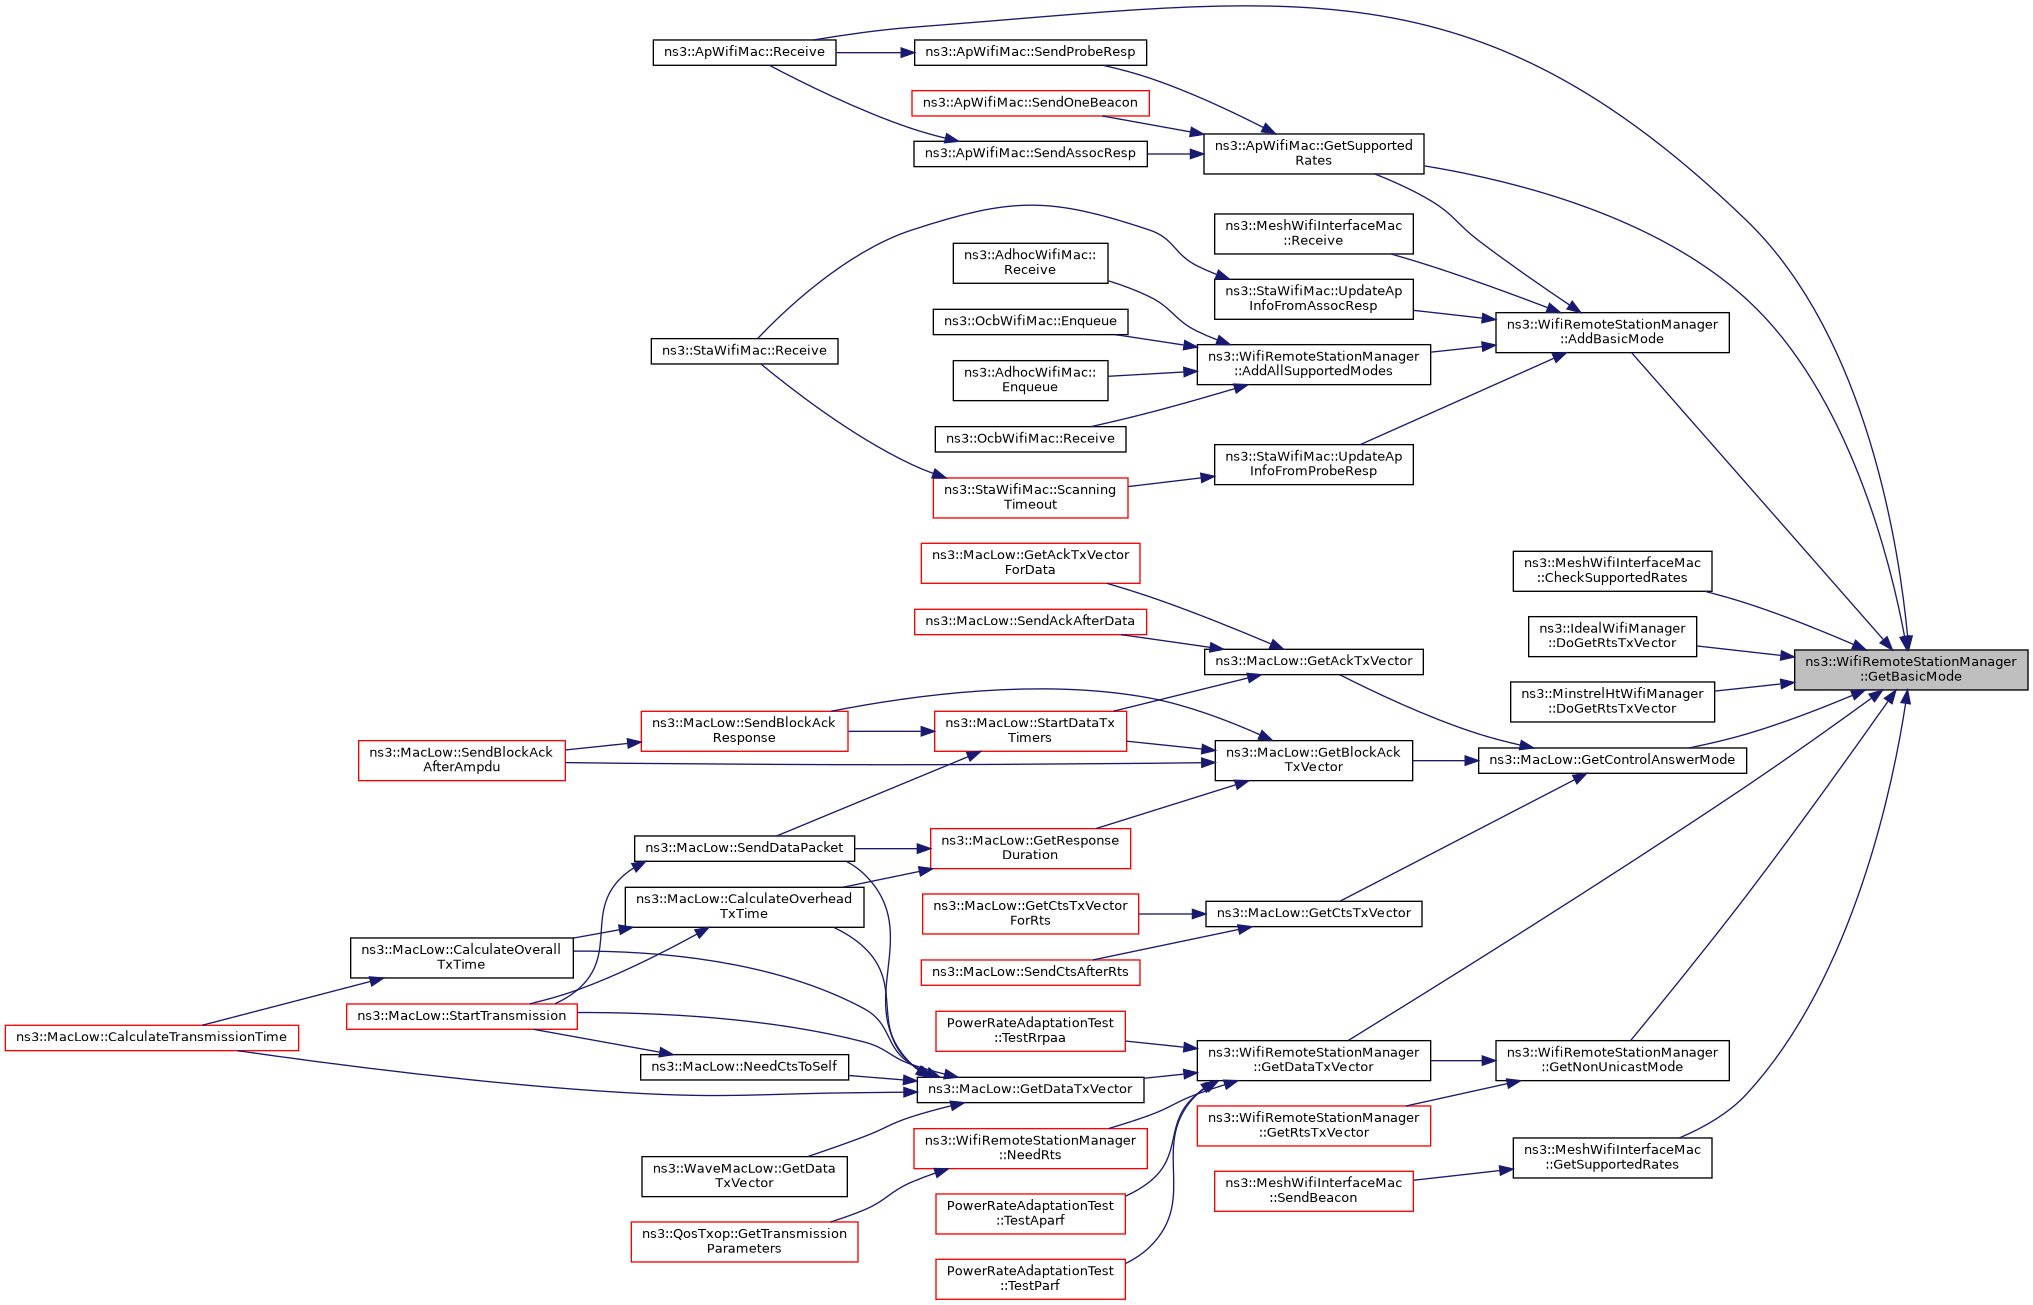 ns3::ApWifiMac::Receive
ns3::ApWifiMac::SendProbeResp
ns3::ApWifiMac::SendOneBeacon
ns3::ApWifiMac::SendAssocResp
ns3::ApWifiMac::GetSupported
Rates
ns3::MeshWifiInterfaceMac
::Receive
ns3::AdhocWifiMac::
Receive
ns3::StaWifiMac::UpdateAp
InfoFromAssocResp
ns3::OcbWifiMac::Enqueue
ns3::WifiRemoteStationManager
::AddBasicMode
ns3::StaWifiMac::Receive
ns3::WifiRemoteStationManager
::AddAllSupportedModes
ns3::AdhocWifiMac::
Enqueue
ns3::OcbWifiMac::Receive
ns3::StaWifiMac::UpdateAp
InfoFromProbeResp
ns3::StaWifiMac::Scanning
Timeout
ns3::MacLow::GetAckTxVector
ForData
ns3::MeshWifiInterfaceMac
::CheckSupportedRates
ns3::MacLow::SendAckAfterData
ns3::IdealWifiManager
::DoGetRtsTxVector
ns3::MacLow::GetAckTxVector
ns3::WifiRemoteStationManager
::GetBasicMode
ns3::MinstrelHtWifiManager
::DoGetRtsTxVector
ns3::MacLow::SendBlockAck
Response
ns3::MacLow::StartDataTx
Timers
ns3::MacLow::SendBlockAck
AfterAmpdu
ns3::MacLow::GetBlockAck
TxVector
ns3::MacLow::GetControlAnswerMode
ns3::MacLow::SendDataPacket
ns3::MacLow::GetResponse
Duration
ns3::MacLow::CalculateOverhead
TxTime
ns3::MacLow::GetCtsTxVector
ForRts
ns3::MacLow::GetCtsTxVector
ns3::MacLow::CalculateOverall
TxTime
ns3::MacLow::SendCtsAfterRts
ns3::MacLow::StartTransmission
ns3::MacLow::CalculateTransmissionTime
PowerRateAdaptationTest
::TestRrpaa
ns3::WifiRemoteStationManager
::GetDataTxVector
ns3::WifiRemoteStationManager
::GetNonUnicastMode
ns3::MacLow::NeedCtsToSelf
ns3::MacLow::GetDataTxVector
ns3::WifiRemoteStationManager
::GetRtsTxVector
ns3::WifiRemoteStationManager
::NeedRts
ns3::MeshWifiInterfaceMac
::GetSupportedRates
ns3::WaveMacLow::GetData
TxVector
ns3::MeshWifiInterfaceMac
::SendBeacon
PowerRateAdaptationTest
::TestAparf
ns3::QosTxop::GetTransmission
Parameters
PowerRateAdaptationTest
::TestParf